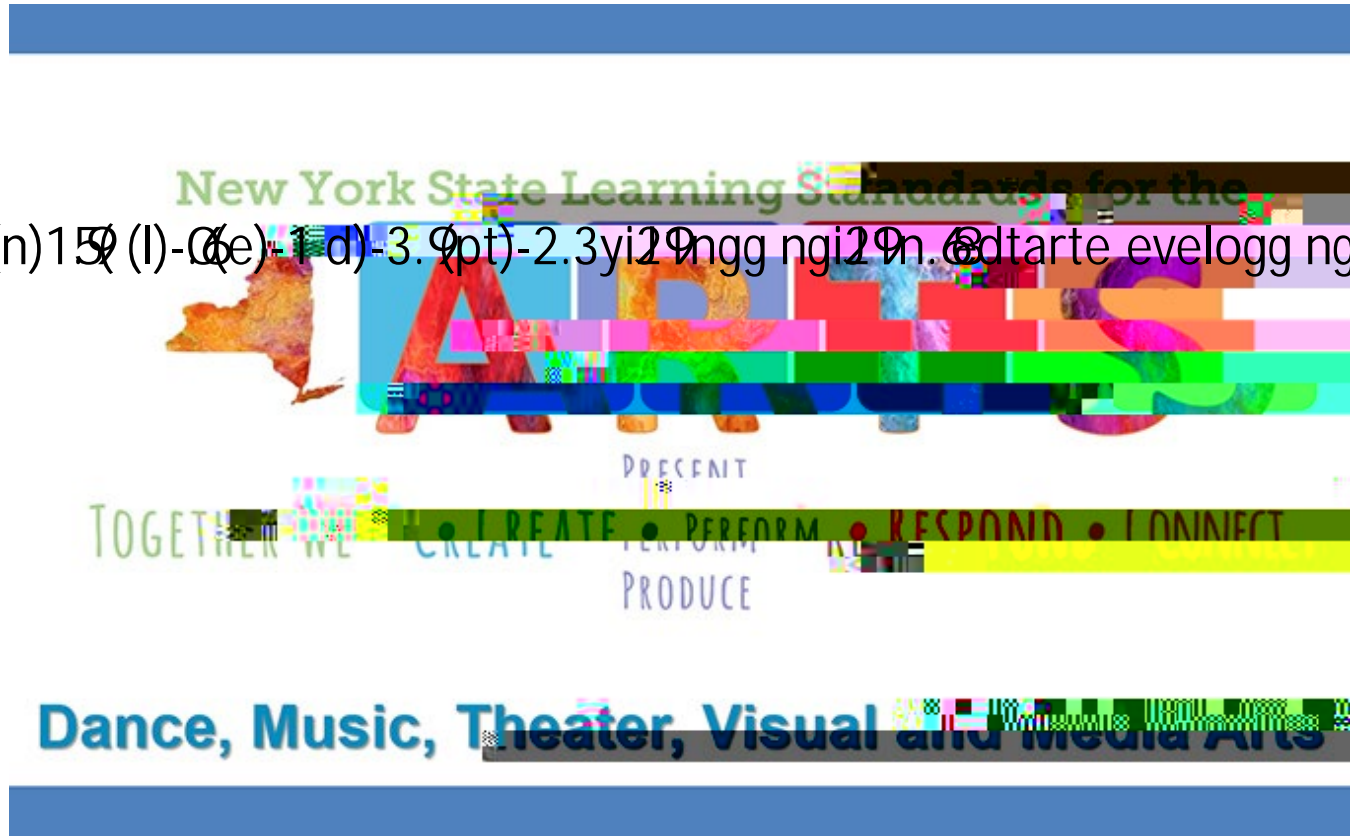 New York State Learning Standards for the
ARTS
PRESENT
TOGETHER WE • CREATE • PERFORM • RESPOND • CONNECT
PRODUCE
Dance, Music, Theater, Visual and Media Arts